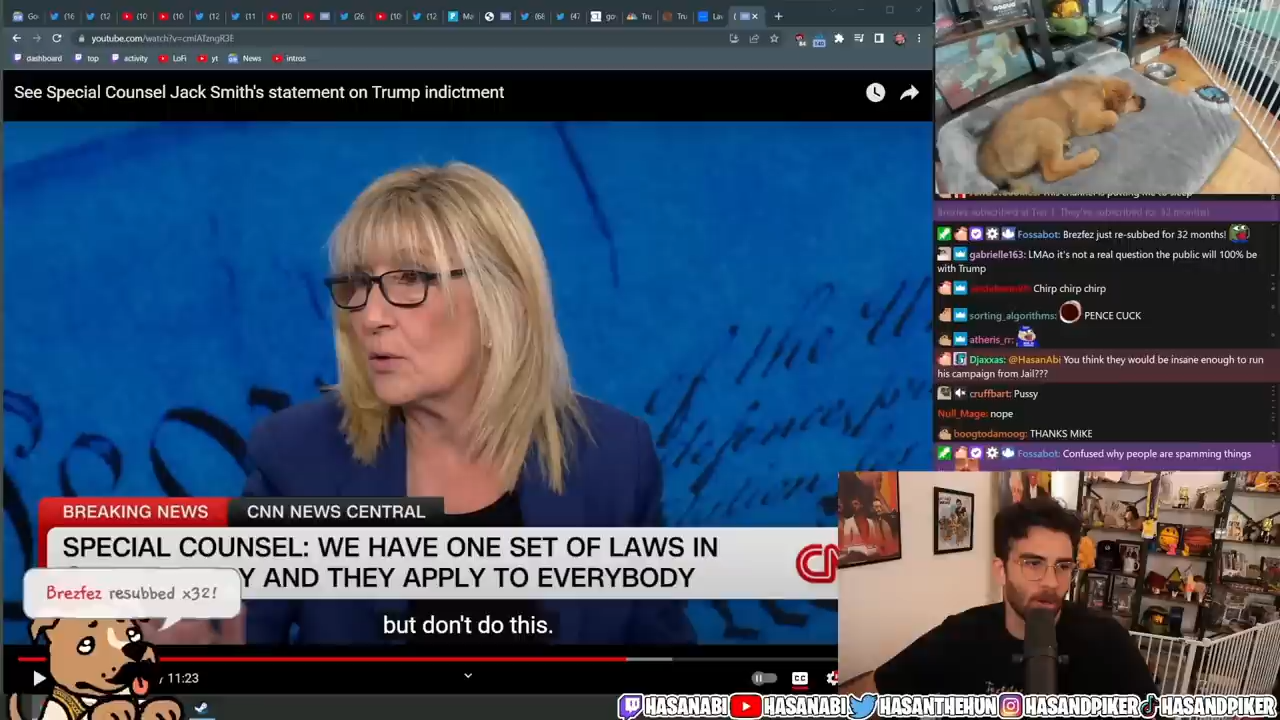 youtube.com/watch?v=cmlATzngR3E
dashboard
top
activity
LoFi
yt
News
intros
See Special Counsel Jack Smith's statement on Trump indictment
BREAKING NEWS
CNN NEWS CENTRAL
SPECIAL COUNSEL: WE HAVE ONE SET OF LAWS IN
Y AND THEY APPLY TO EVERYBODY
Brezfez resubbed x32!
but don't do this.
/ 11:23
CC
Fossabot: Brezfez just re-subbed for 32 months!
gabrielle163: LMAo it's not a real question the public will 100% be
with Trump
Chirp chirp chirp
sorting_algorithms: PENCE CUCK
atheris_rr:
Djaxxas: @HasanAbi You think they would be insane enough to run
his campaign from Jail???
cruffbart: Pussy
Null_Mage: nope
boogtodamoog: THANKS MIKE
Fossabot: Confused why people are spamming things
HASANABI HASANABI HASANTHEHUN HASANDPIKER HASANDPIKER